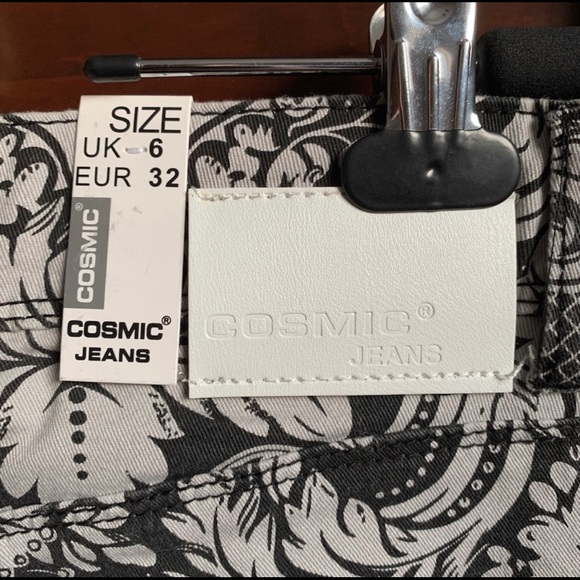 SIZE
UK 6
EUR 32
COSMIC
COSMIC®
JEANS
COSMIC®
JEANS